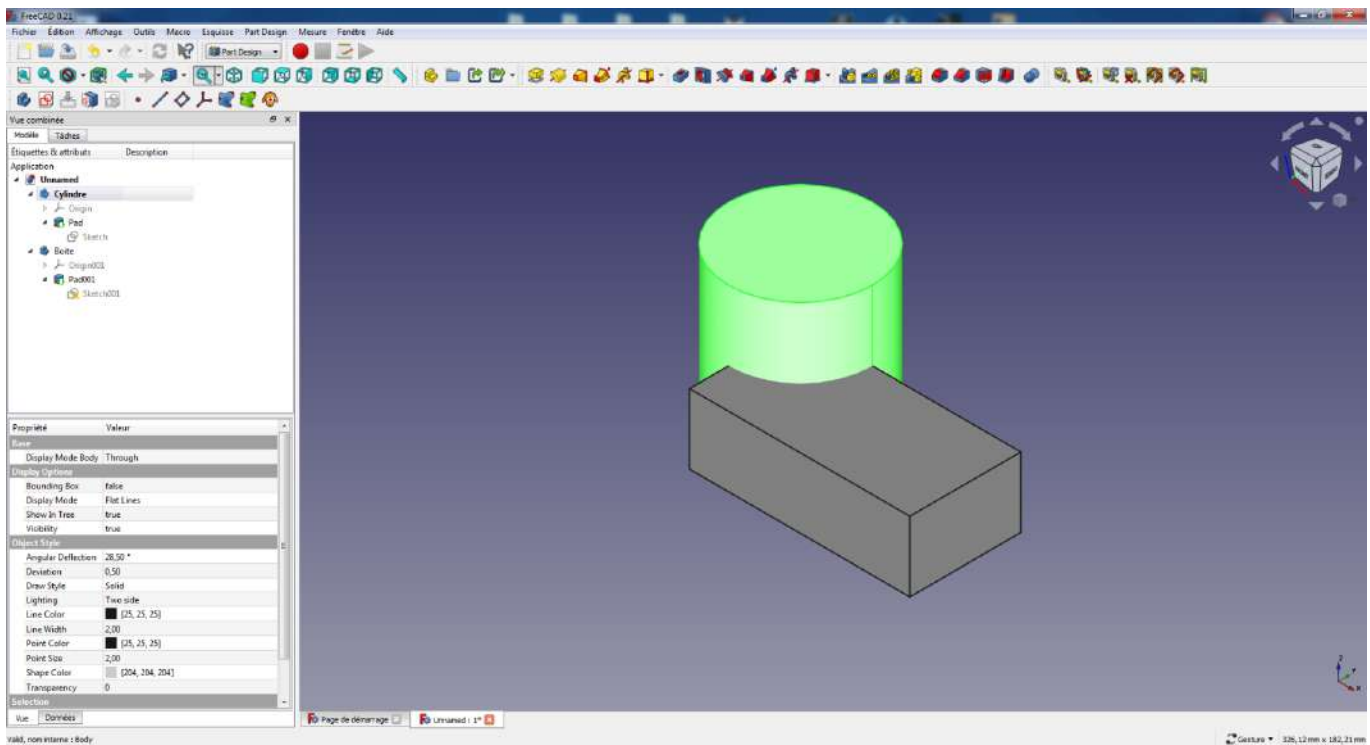 FreeCAD 0.21
Fichier Édition Affichage Outils Macro Esquisse Part Design Mesure Fenêtre Aide
Part Design
Vue combinée
Modèle Tâches
Étiquettes & attributs Description
Application
Unnamed
Cylindre
Origin
Pad
Sketch
Boite
Origin001
Pad001
Sketch001
Propriété Valeur
Base
Display Mode Body Through
Display Options
Bounding Box false
Display Mode Flat Lines
Show In Tree true
Visibility true
Object Style
Angular Deflection 28,50 °
Deviation 0,50
Draw Style Solid
Lighting Two side
Line Color [25, 25, 25]
Line Width 2,00
Point Color [25, 25, 25]
Point Size 2,00
Shape Color [204, 204, 204]
Transparency 0
Selection
Vue Données
Page de démarrage Unnamed : 1*
Valid, nom interne : Body
Gesture 326,12 mm x 182,21 mm
Z
Y
X